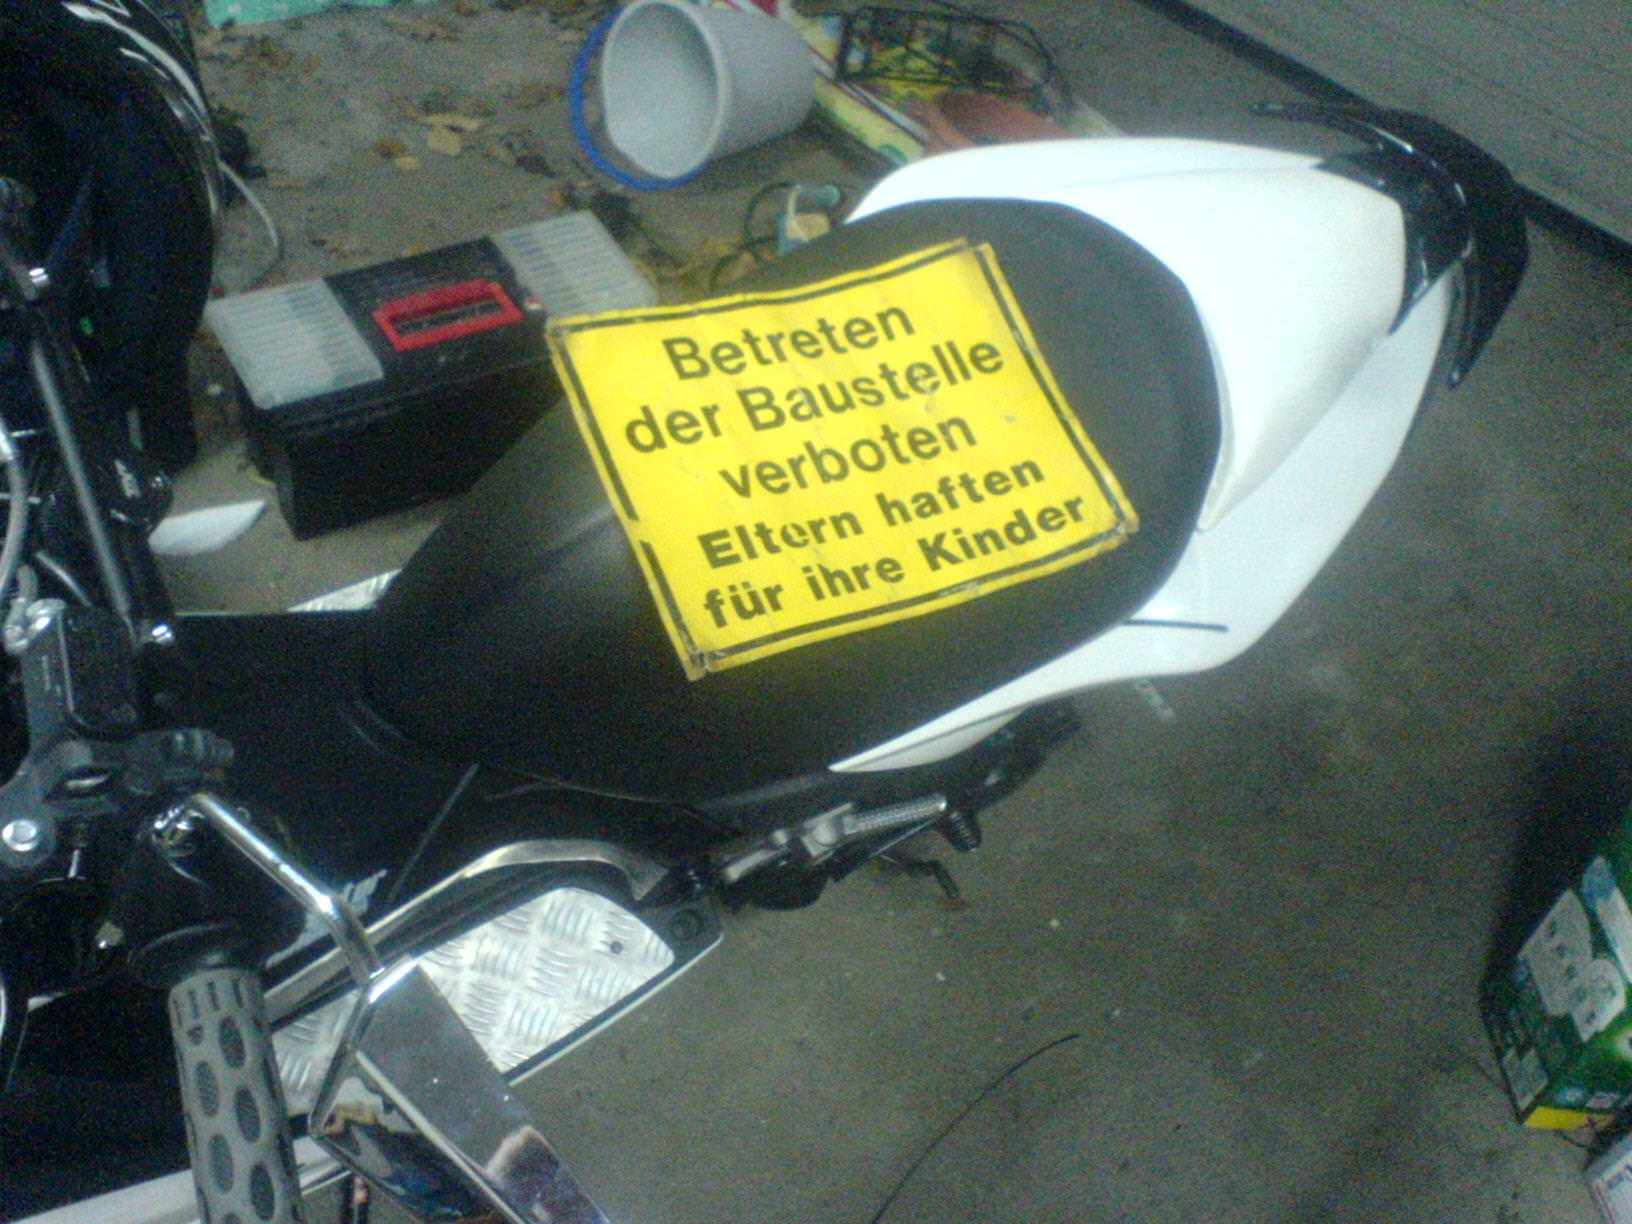 Betreten
der Baustelle
verboten
Eltern haften
für ihre Kinder